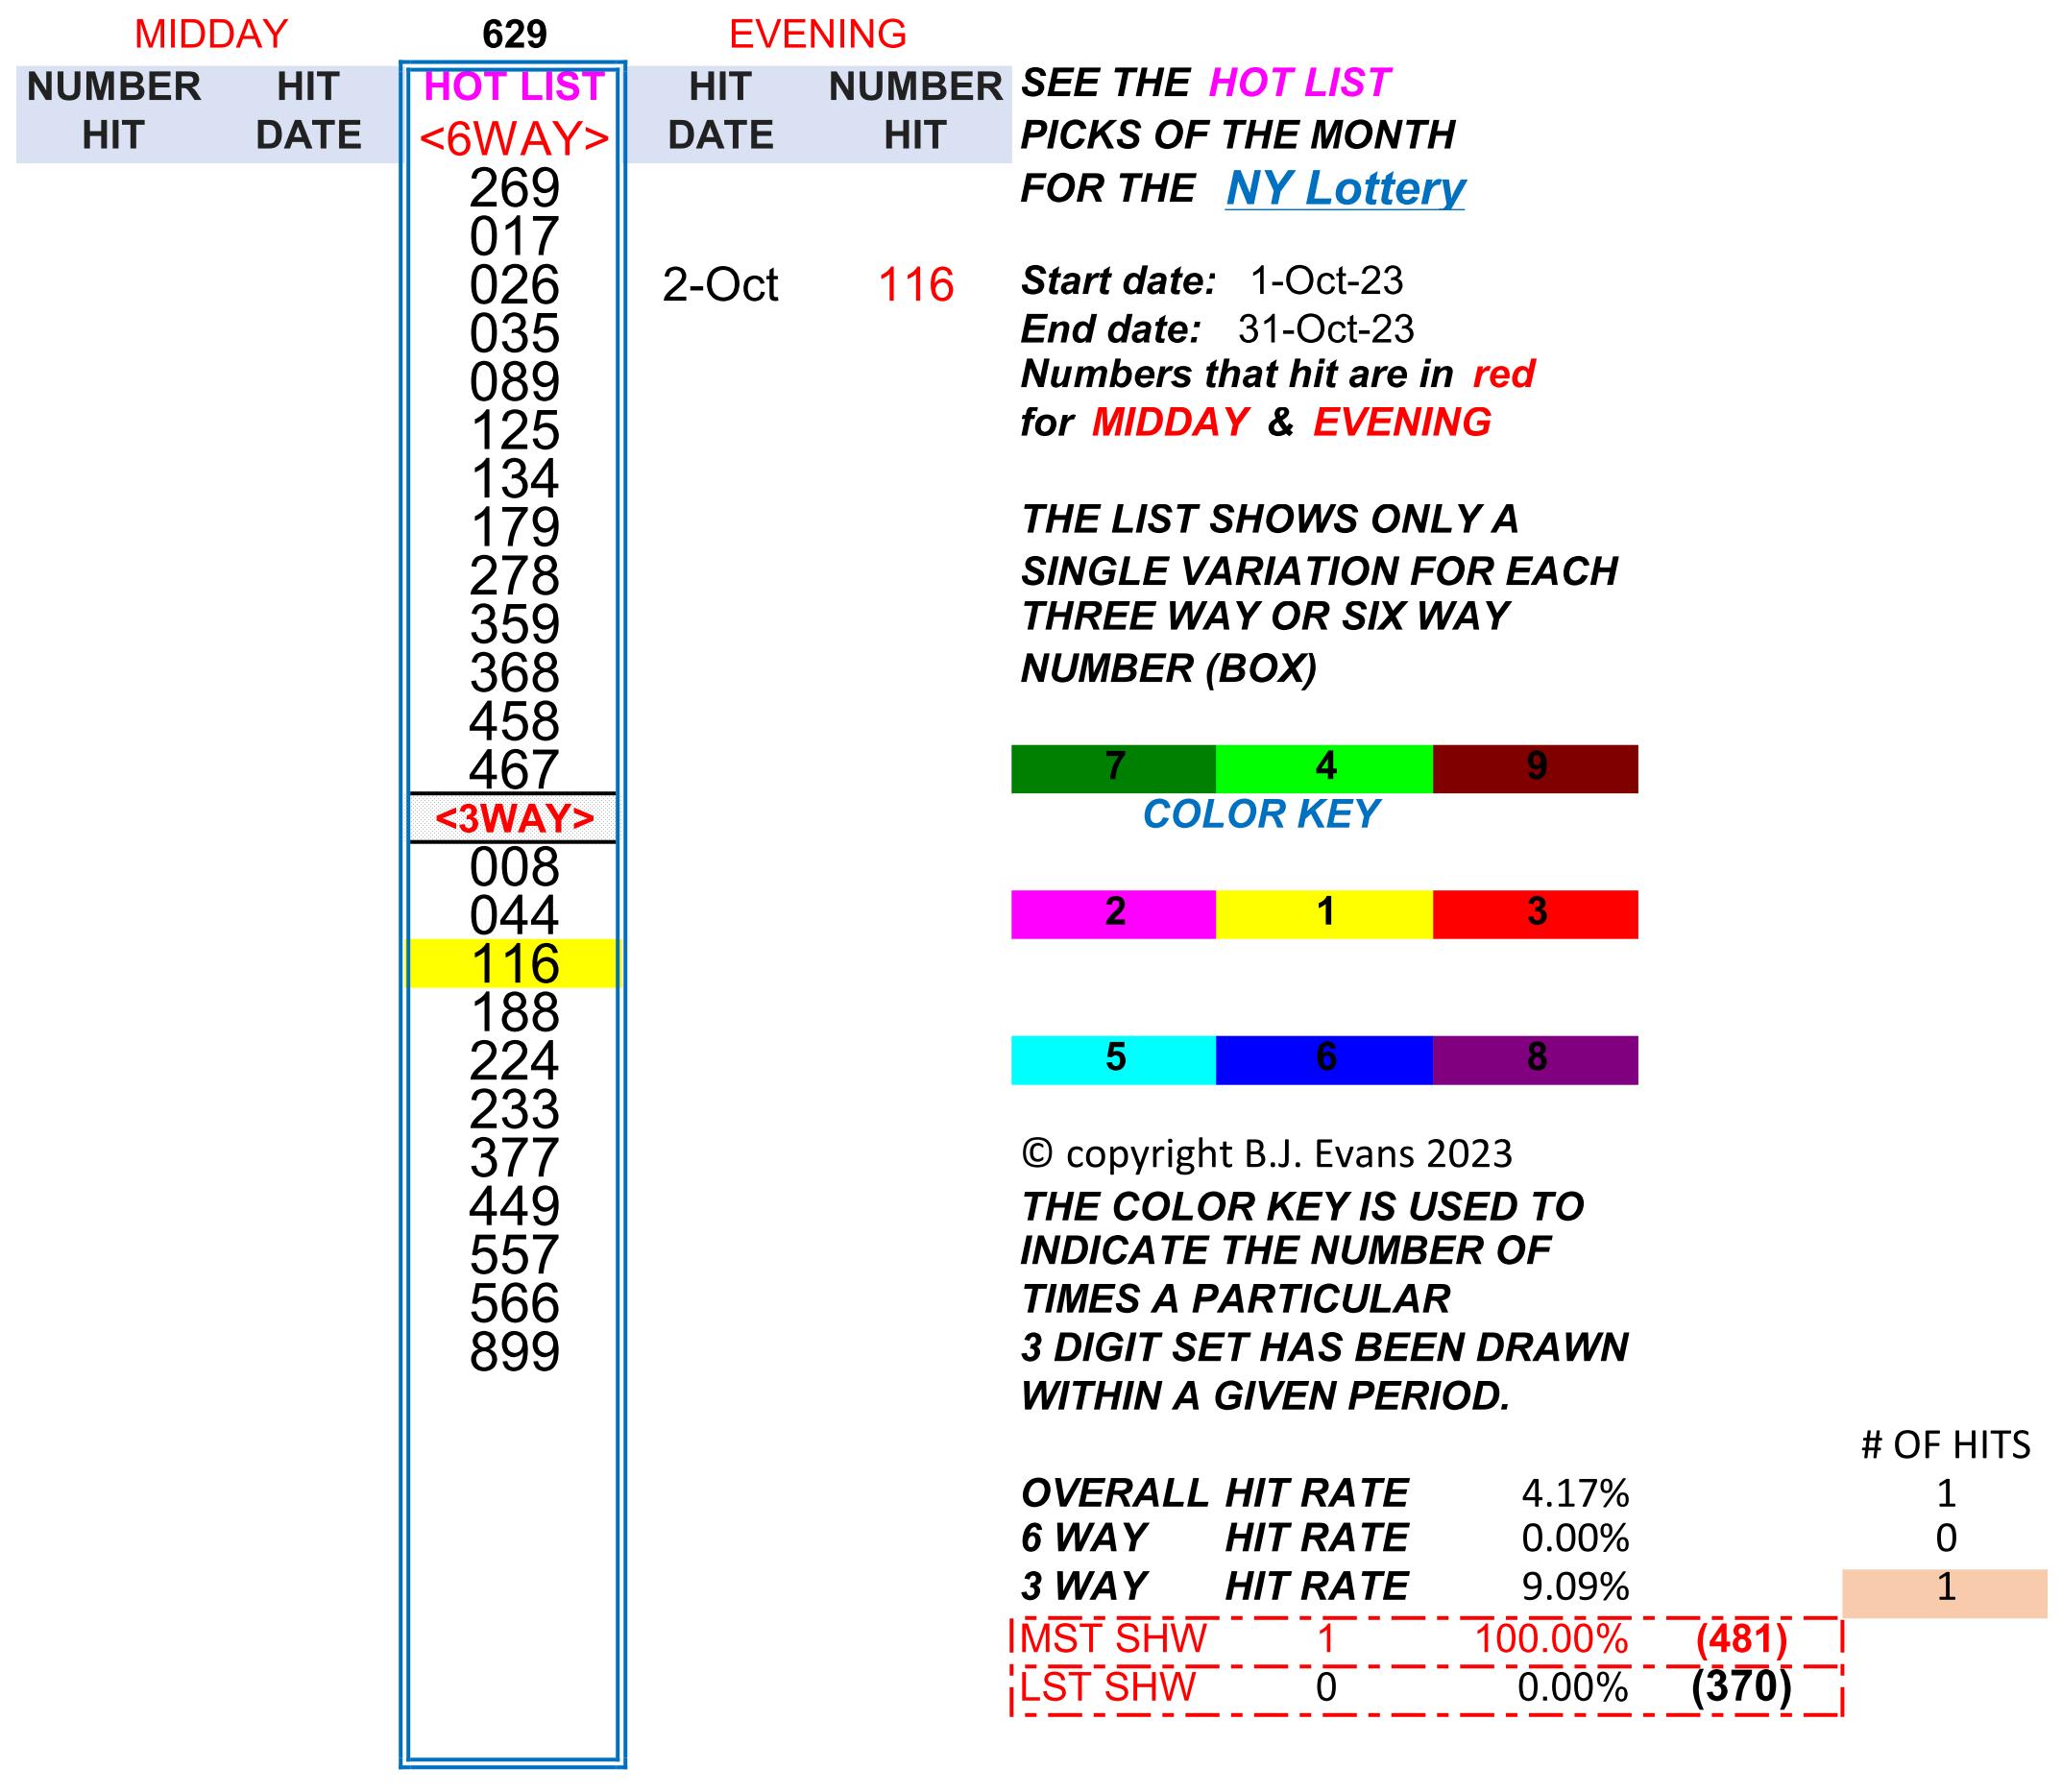 MIDDAY 629 EVENING
NUMBER HIT HOT LIST HIT NUMBER SEE THE HOT LIST
HIT DATE <6WAY> DATE HIT PICKS OF THE MONTH
269 FOR THE NY Lottery
017
026 2-Oct 116 Start date: 1-Oct-23
035 End date: 31-Oct-23
089 Numbers that hit are in red
125 for MIDDAY & EVENING
134
179 THE LIST SHOWS ONLY A
278 SINGLE VARIATION FOR EACH
359 THREE WAY OR SIX WAY
368 NUMBER (BOX)
458
467 7 4 9
<3WAY> COLOR KEY
008
044 2 1 3
116
188
224 5 6 8
233
377 © copyright B.J. Evans 2023
449 THE COLOR KEY IS USED TO
557 INDICATE THE NUMBER OF
566 TIMES A PARTICULAR
899 3 DIGIT SET HAS BEEN DRAWN
WITHIN A GIVEN PERIOD.
# OF HITS
OVERALL HIT RATE 4.17% 1
6 WAY HIT RATE 0.00% 0
3 WAY HIT RATE 9.09% 1
MST SHW 1 100.00% (481)
LST SHW 0 0.00% (370)